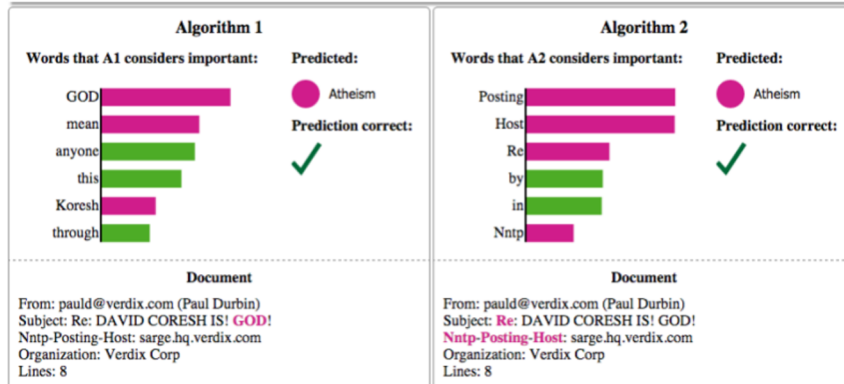 Algorithm 1
Words that A1 considers important:
Predicted:
GOD
mean
anyone
this
Koresh
through
Atheism
Prediction correct:
Document
From: pauld@verdix.com (Paul Durbin)
Subject: Re: DAVID CORESH IS! GOD!
Nntp-Posting-Host: sarge.hq.verdix.com
Organization: Verdix Corp
Lines: 8
Algorithm 2
Words that A2 considers important:
Predicted:
Posting
Host
Re
by
in
Nntp
Atheism
Prediction correct:
Document
From: pauld@verdix.com (Paul Durbin)
Subject: Re: DAVID CORESH IS! GOD!
Nntp-Posting-Host: sarge.hq.verdix.com
Organization: Verdix Corp
Lines: 8